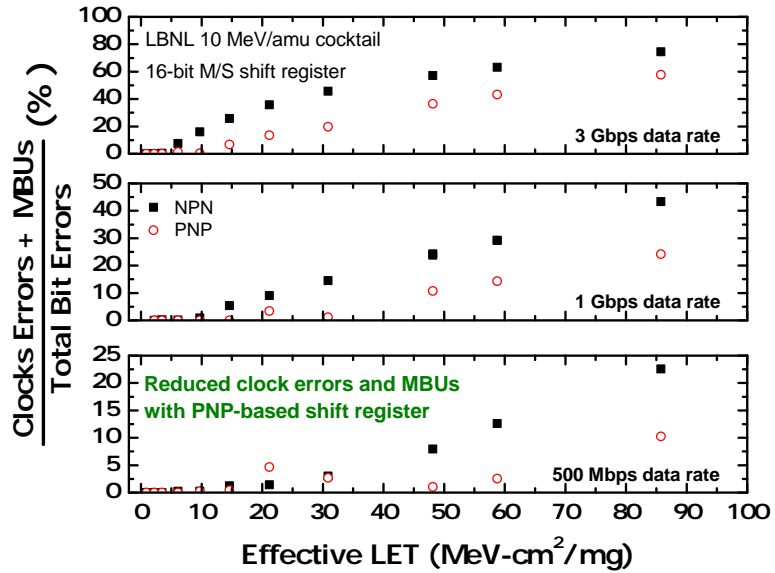 Clocks Errors + MBUs
Total Bit Errors
(%)
100
80
60
40
20
0
LBNL 10 MeV/amu cocktail
16-bit M/S shift register
3 Gbps data rate
50
40
30
20
10
0
NPN
PNP
1 Gbps data rate
25
20
15
10
5
0
Reduced clock errors and MBUs
with PNP-based shift register
500 Mbps data rate
0 10 20 30 40 50 60 70 80 90 100
Effective LET (MeV-cm²/mg)